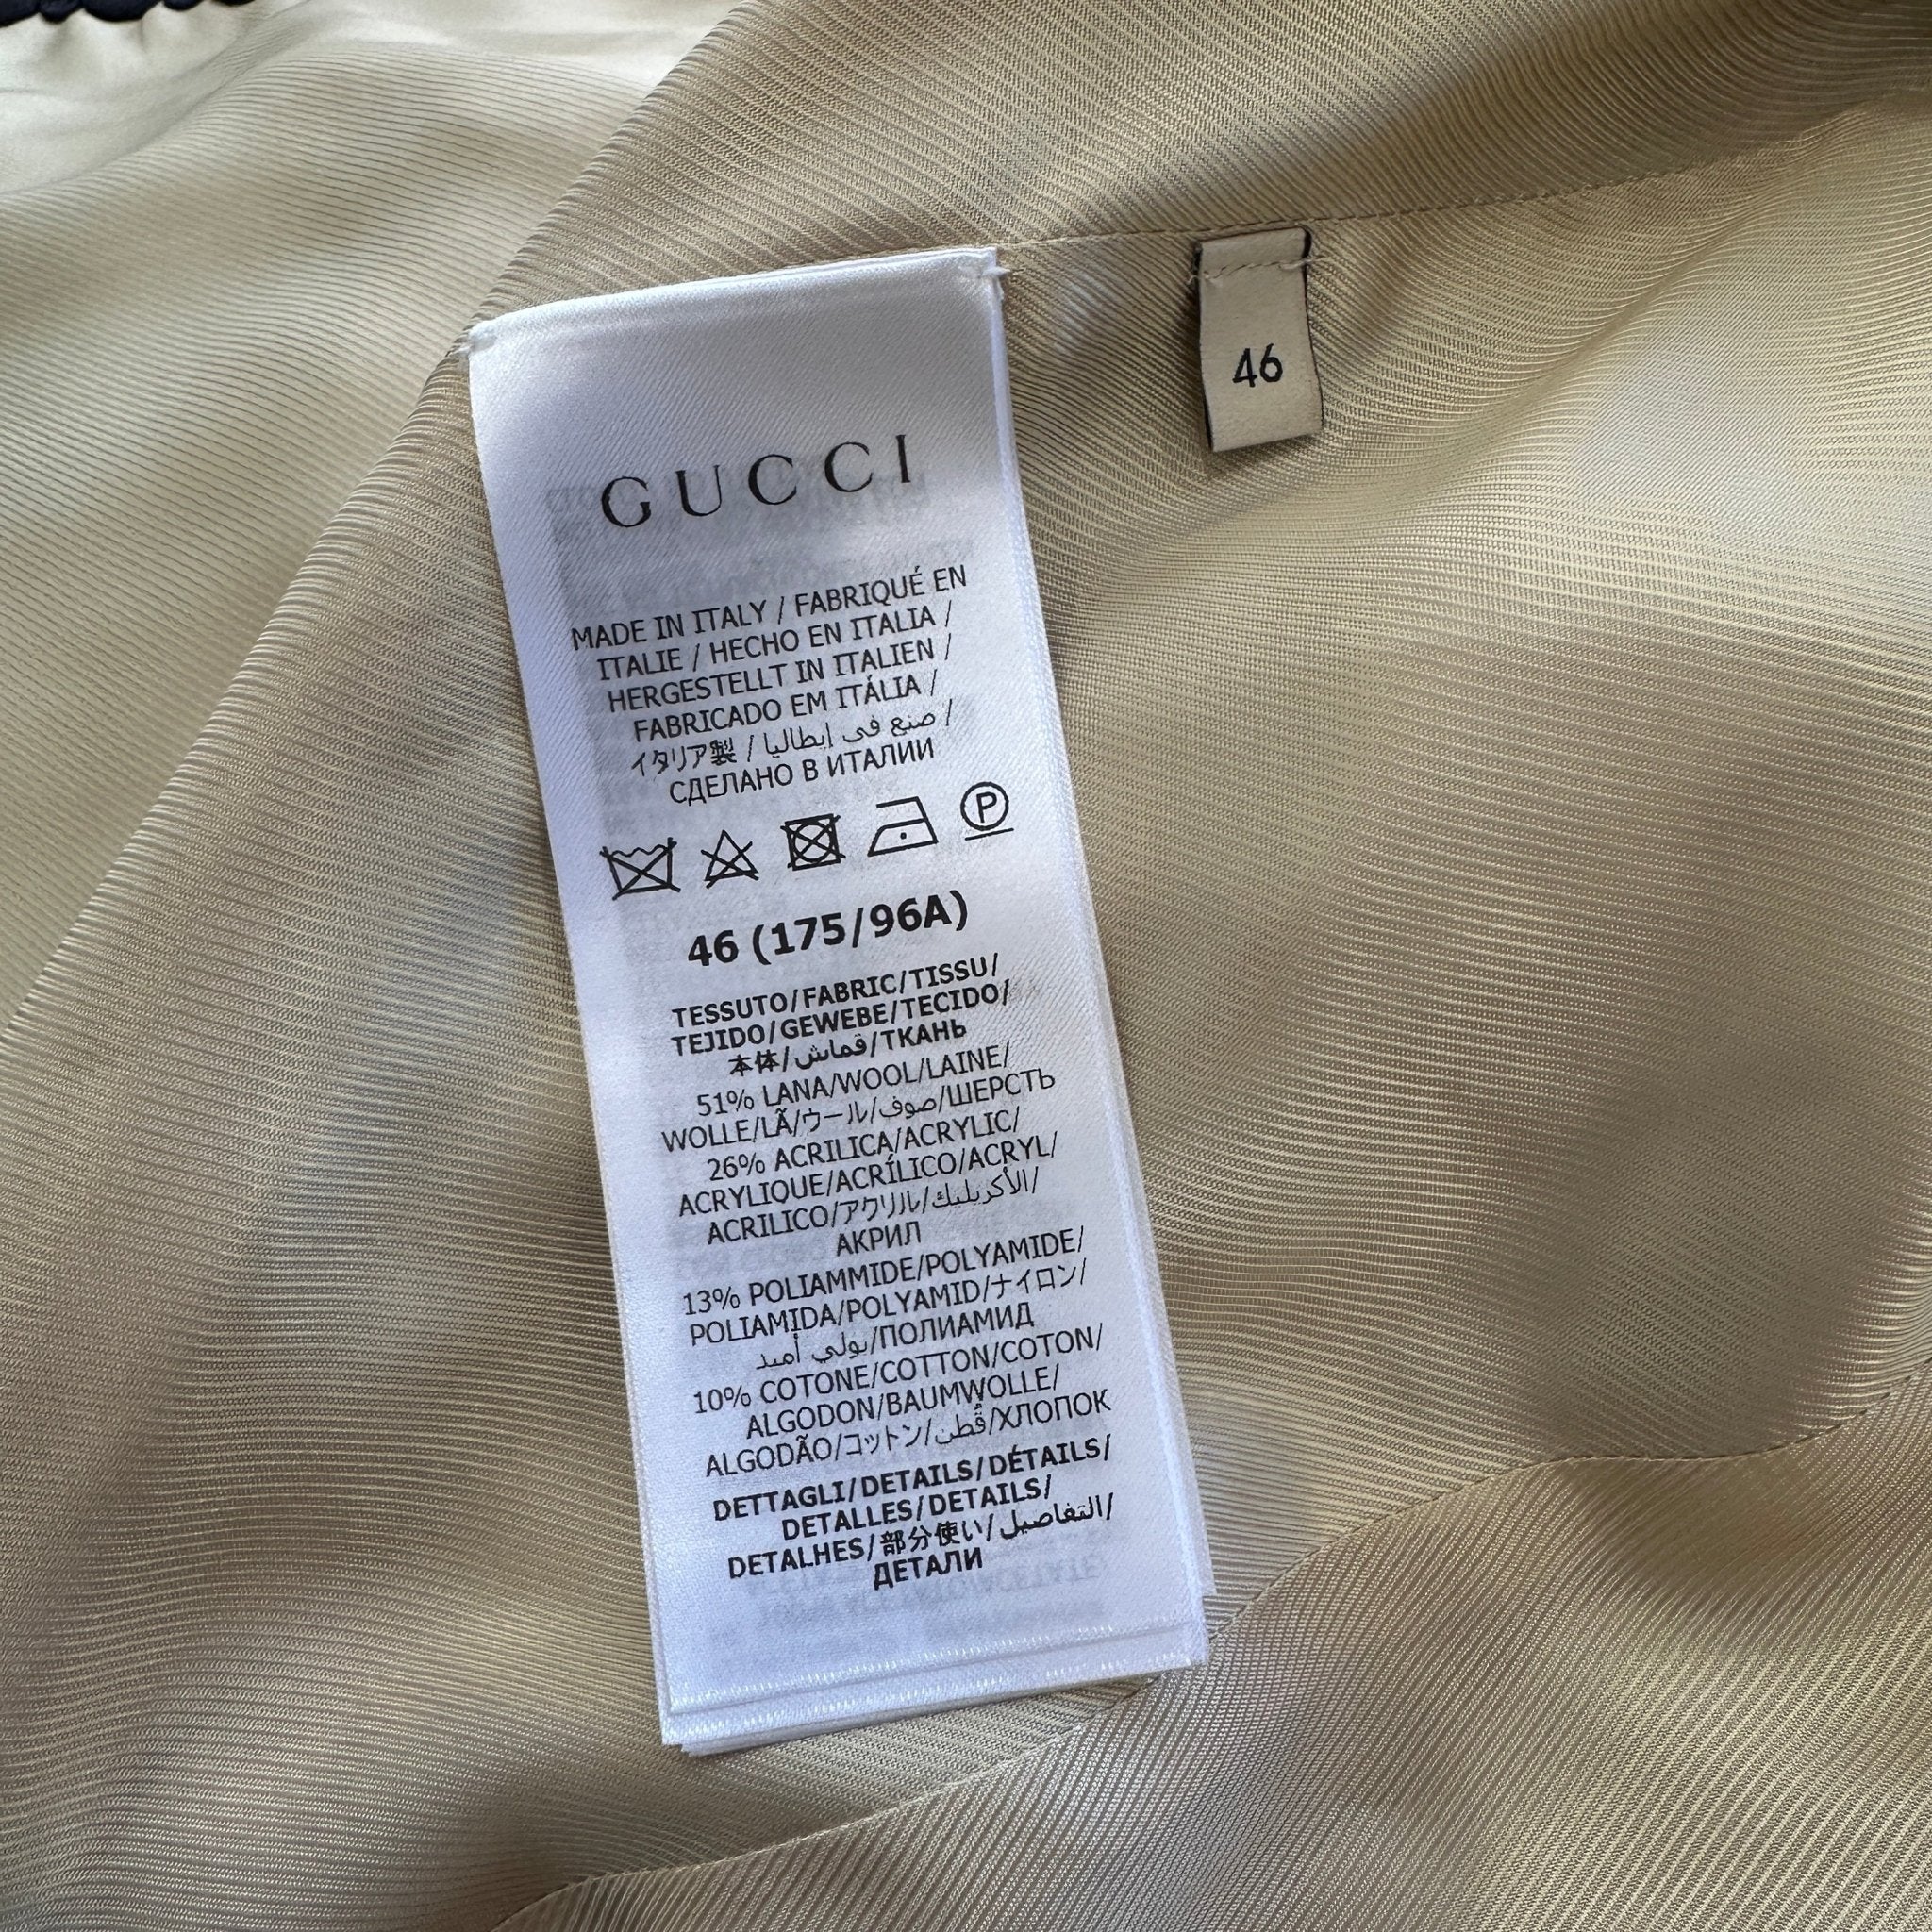 46
GUCCI
MADE IN ITALY / FABRIQUÉ EN
ITALIE / HECHO EN ITALIA /
HERGESTELLT IN ITALIEN /
FABRICADO EM ITÁLIA /
イタリア製 / صنع في إيطاليا /
СДЕЛАНО В ИТАЛИИ
P
46 (175/96A)
TESSUTO/FABRIC/TISSU/
TEJIDO/GEWEBE/TECIDO/
本体/قماش/ТКАНЬ
51% LANA/WOOL/LAINE/
WOLLE/LÃ/ウール/صوف/ШЕРСТЬ
26% ACRILICA/ACRYLIC/
ACRYLIQUE/ACRÍLICO/ACRYL/
ACRILICO/アクリル/الأكريليك/
АКРИЛ
13% POLIAMMIDE/POLYAMIDE/
POLIAMIDA/POLYAMID/ナイロン/
بولي أميد/ПОЛИАМИД
10% COTONE/COTTON/COTON/
ALGODON/BAUMWOLLE/
ALGODÃO/コットン/قُطن/ХЛОПОК
DETTAGLI/DETAILS/DÉTAILS/
DETALLES/DETAILS/
DETALHES/部分使い/التفاصيل/
ДЕТАЛИ